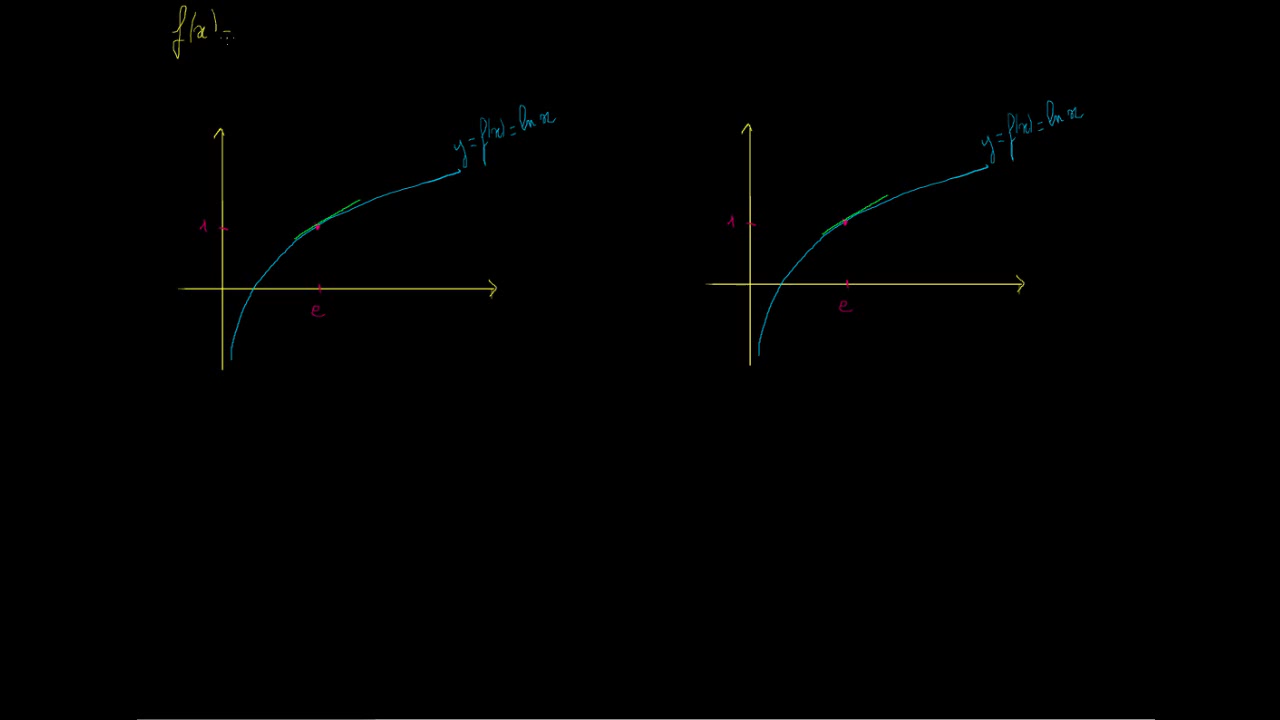 f(x) =
y = f(x) = ln x
1
e
y = f(x) = ln x
1
e